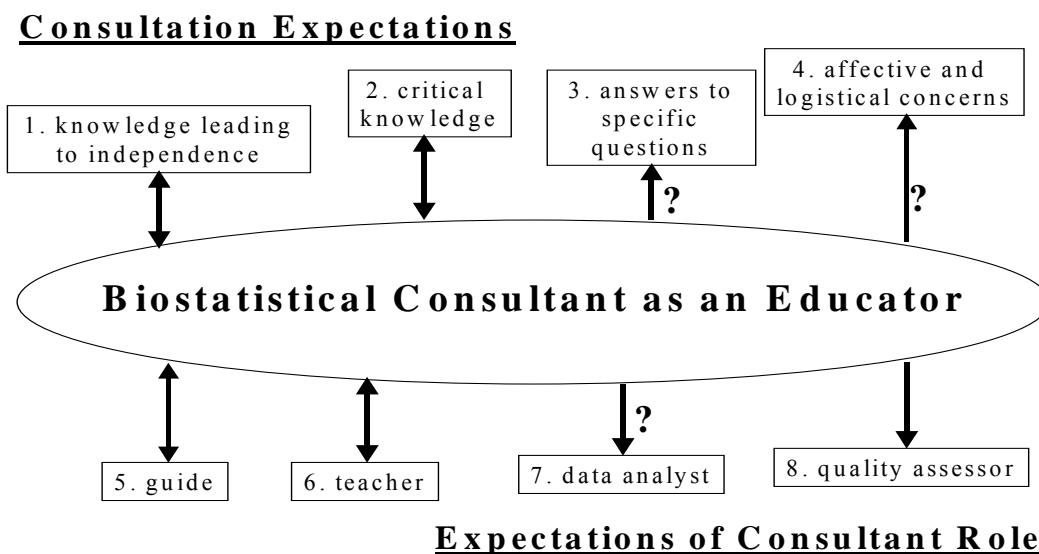 Consultation Expectations
1. knowledge leading
to independence
2. critical
knowledge
3. answers to
specific
questions
4. affective and
logistical concerns
?
?
Biostatistical Consultant as an Educator
?
5. guide
6. teacher
7. data analyst
8. quality assessor
Expectations of Consultant Role